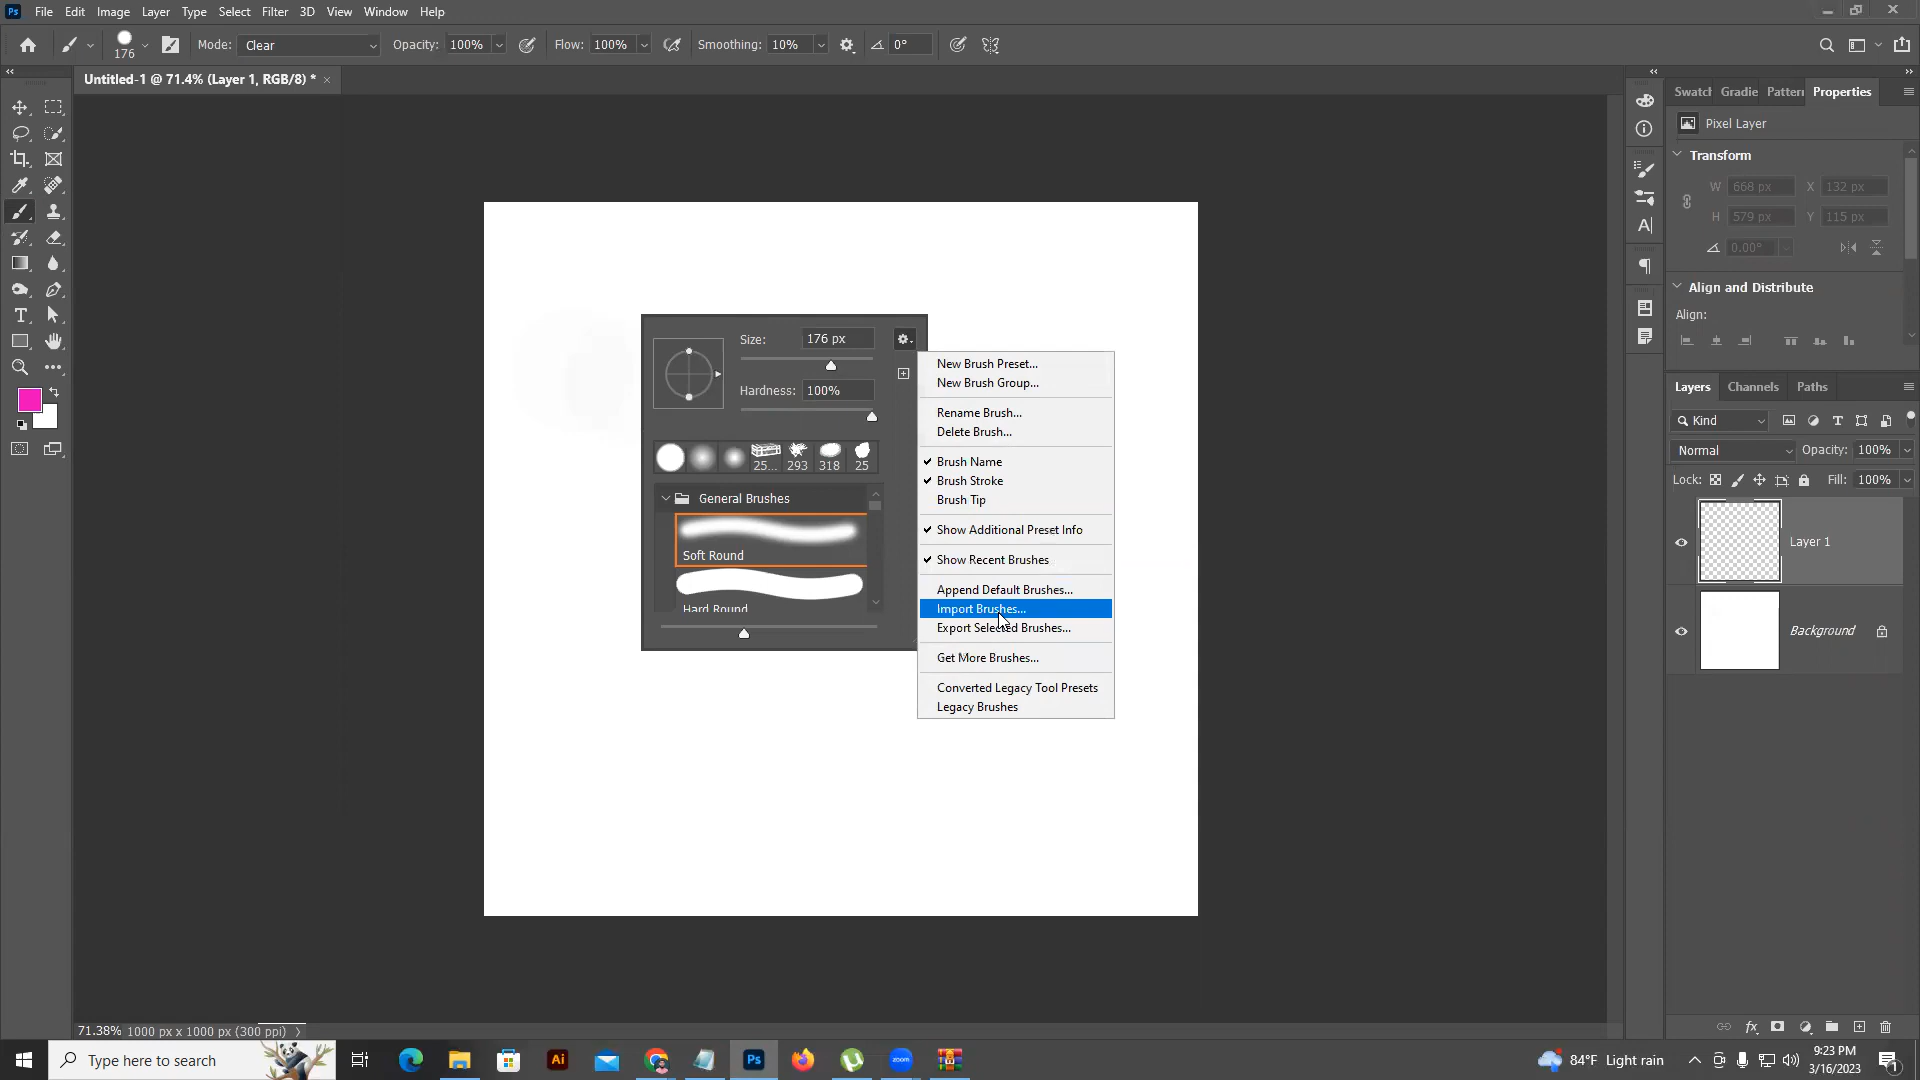 Ps File Edit Image Layer Type Select Filter 3D View Window Help
176 Mode: Clear Opacity: 100% Flow: 100% Smoothing: 10% 0°
Untitled-1 @ 71.4% (Layer 1, RGB/8) * ×
Swatch Gradie Pattern Properties
Pixel Layer
Transform
W 668 px X 132 px
H 579 px Y 115 px
0.00°
Align and Distribute
Align:
Size: 176 px
Hardness: 100%
25... 293 318 25
General Brushes
Soft Round
Hard Round
New Brush Preset...
New Brush Group...
Rename Brush...
Delete Brush...
Brush Name
Brush Stroke
Brush Tip
Show Additional Preset Info
Show Recent Brushes
Append Default Brushes...
Import Brushes...
Export Selected Brushes...
Get More Brushes...
Converted Legacy Tool Presets
Legacy Brushes
Layers Channels Paths
Kind
Normal Opacity: 100%
Lock: Fill: 100%
Layer 1
Background
71.38% 1000 px x 1000 px (300 ppi)
Type here to search
Ai
Ps
zoom
84°F Light rain
9:23 PM
3/16/2023
1